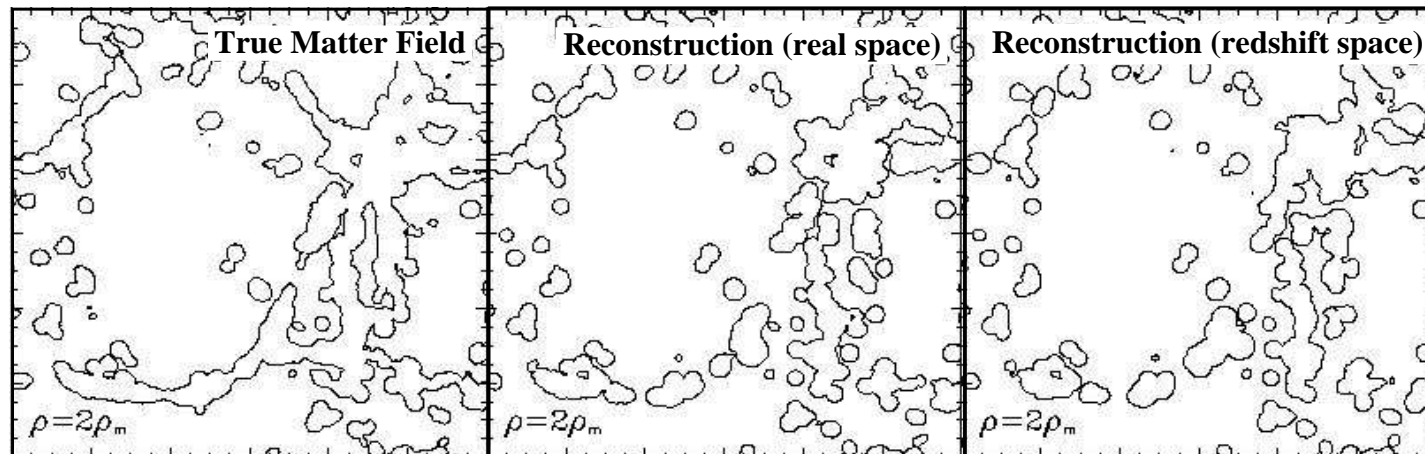 True Matter Field
Reconstruction (real space)
Reconstruction (redshift space)
ρ=2ρₘ
ρ=2ρₘ
ρ=2ρₘ